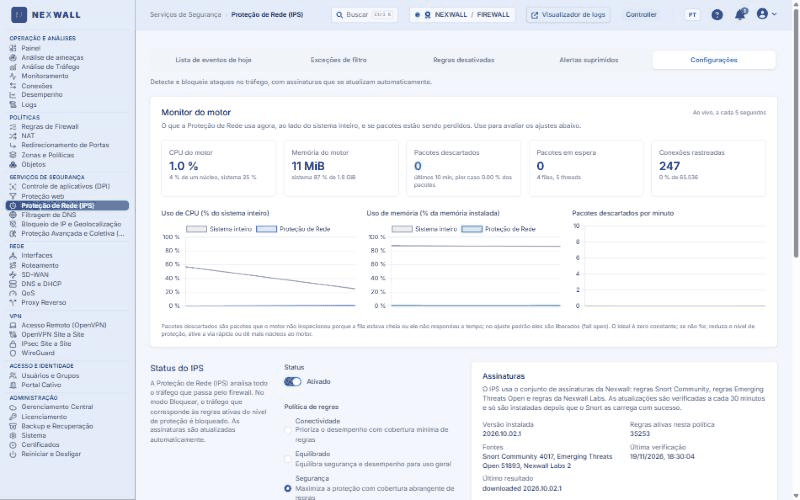 NEXWALL
Serviços de Segurança › Proteção de Rede (IPS)
Buscar Ctrl K
NEXWALL / FIREWALL
Visualizador de logs
Controller
PT
OPERAÇÃO E ANÁLISES
Painel
Análise de ameaças
Análise de Tráfego
Monitoramento
Conexões
Desempenho
Logs
POLÍTICAS
Regras de Firewall
NAT
Redirecionamento de Portas
Zonas e Políticas
Objetos
SERVIÇOS DE SEGURANÇA
Controle de aplicativos (DPI)
Proteção web
Proteção de Rede (IPS)
Filtragem de DNS
Bloqueio de IP e Geolocalização
Proteção Avançada e Coletiva (...
REDE
Interfaces
Roteamento
SD-WAN
DNS e DHCP
QoS
Proxy Reverso
VPN
Acesso Remoto (OpenVPN)
OpenVPN Site a Site
IPsec Site a Site
WireGuard
ACESSO E IDENTIDADE
Usuários e Grupos
Portal Cativo
ADMINISTRAÇÃO
Gerenciamento Central
Licenciamento
Backup e Recuperação
Sistema
Certificados
Reiniciar e Desligar
Lista de eventos de hoje
Exceções de filtro
Regras desativadas
Alertas suprimidos
Configurações
Detecte e bloqueie ataques no tráfego, com assinaturas que se atualizam automaticamente.
Monitor do motor
Ao vivo, a cada 5 segundos
O que a Proteção de Rede usa agora, ao lado do sistema inteiro, e se pacotes estão sendo perdidos. Use para avaliar os ajustes abaixo.
CPU do motor
1.0 %
4 % de um núcleo, sistema 25 %
Memória do motor
11 MiB
sistema 87 % de 1.9 GiB
Pacotes descartados
0
últimos 10 min, pior caso 0.00 % dos
pacotes
Pacotes em espera
0
4 filas, 5 threads
Conexões rastreadas
247
0 % de 65.536
Uso de CPU (% do sistema inteiro)
Sistema inteiro
Proteção de Rede
100 %
80 %
60 %
40 %
20 %
0 %
Uso de memória (% da memória instalada)
Sistema inteiro
Proteção de Rede
100 %
80 %
60 %
40 %
20 %
0 %
Pacotes descartados por minuto
10
8
6
4
2
0
Pacotes descartados são pacotes que o motor não inspecionou porque a fila estava cheia ou ele não respondeu a tempo; no ajuste padrão eles são liberados (fail open). O ideal é zero constante; se não for, reduza o nível de
proteção, ative a via rápida ou dê mais núcleos ao motor.
Status do IPS
A Proteção de Rede (IPS) analisa todo
o tráfego que passa pelo firewall. No
modo Bloquear, o tráfego que
corresponde às regras ativas do nível
de proteção é bloqueado. As
assinaturas são atualizadas
automaticamente.
Status
Ativado
Política de regras
Conectividade
Prioriza o desempenho com cobertura mínima de
regras
Equilibrado
Equilibra segurança e desempenho para uso geral
Segurança
Maximiza a proteção com cobertura abrangente de
regras
Assinaturas
O IPS usa o conjunto de assinaturas da Nexwall: regras Snort Community, regras Emerging
Threats Open e regras da Nexwall Labs. As atualizações são verificadas a cada 30 minutos
e só são instaladas depois que o Snort as carrega com sucesso.
Versão instalada
2026.10.02.1
Regras ativas nesta política
35253
Fontes
Snort Community 4017, Emerging Threats
Open 51893, Nexwall Labs 2
Última verificação
19/11/2026, 18:30:04
Último resultado
downloaded 2026.10.02.1